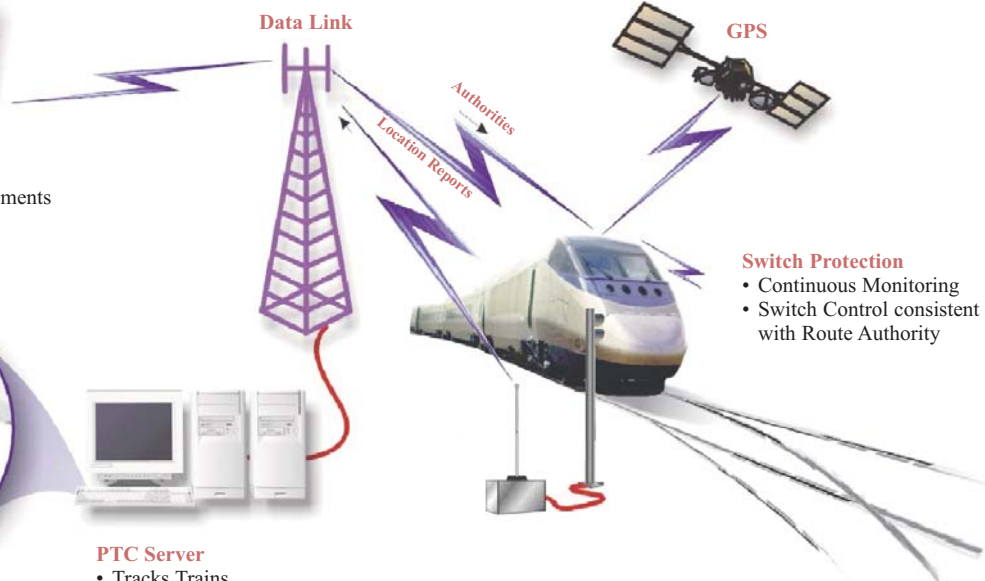 Data Link
GPS
Authorities
Location Reports
ments
Switch Protection
• Continuous Monitoring
• Switch Control consistent
with Route Authority
PTC Server
• Tracks Trains